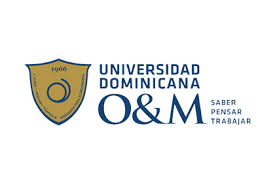 1966
UNIVERSIDAD
DOMINICANA
O&M
SABER
PENSAR
TRABAJAR